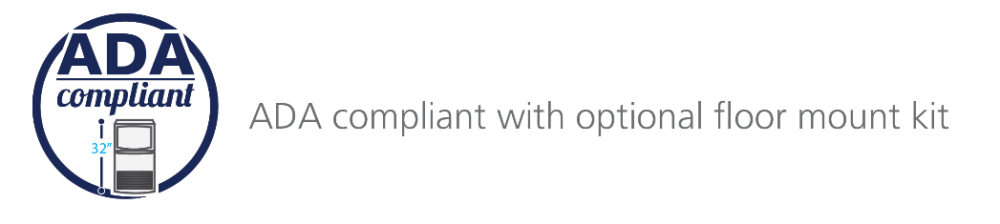 ADA
compliant
32"
ADA compliant with optional floor mount kit